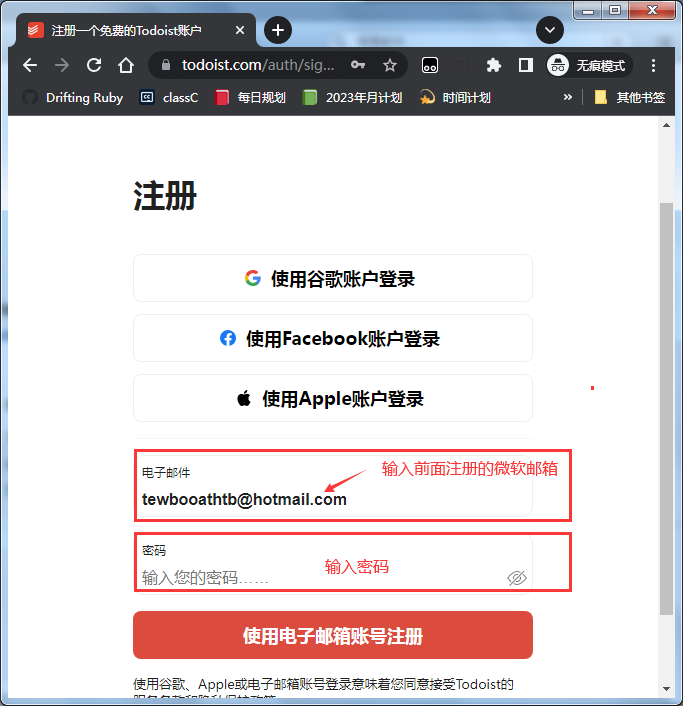 注册一个免费的Todoist账户
todoist.com/auth/sig...
无痕模式
Drifting Ruby
classC
每日规划
2023年月计划
时间计划
»
其他书签
注册
使用谷歌账户登录
使用Facebook账户登录
使用Apple账户登录
电子邮件
输入前面注册的微软邮箱
tewbooathtb@hotmail.com
密码
输入您的密码……
输入密码
使用电子邮箱账号注册
使用谷歌、Apple或电子邮箱账号登录意味着您同意接受Todoist的